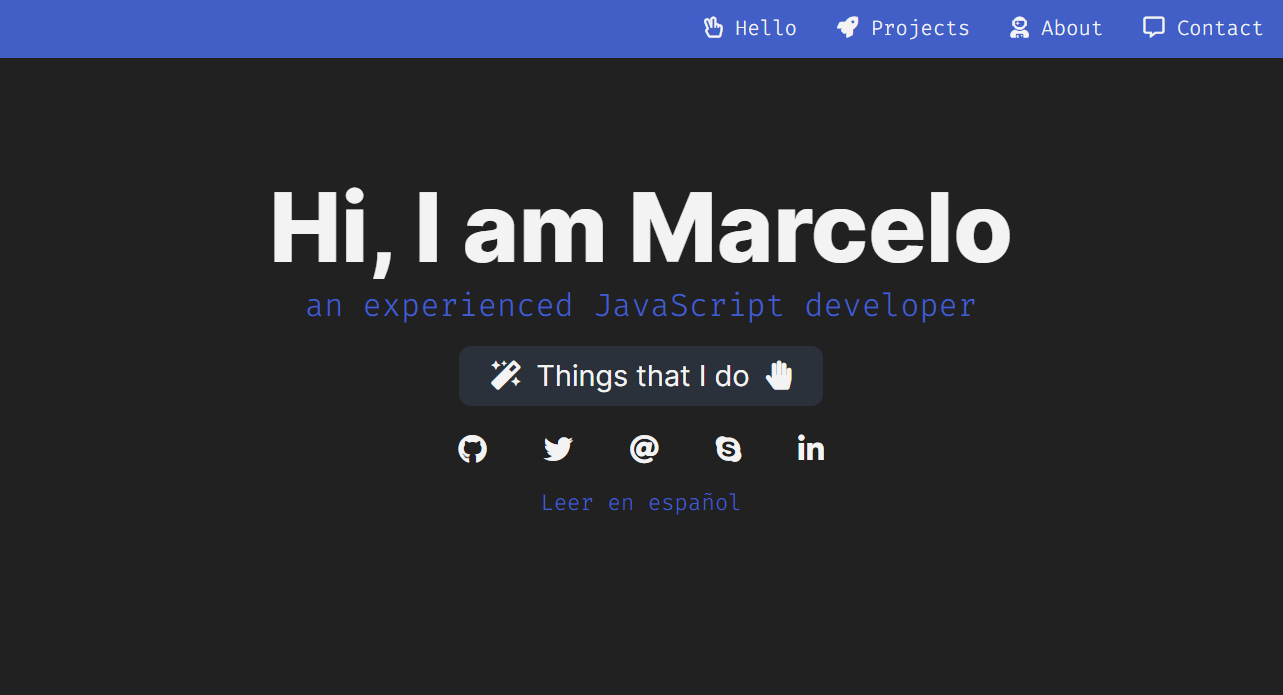 Hello Projects About Contact
Hi, I am Marcelo
an experienced JavaScript developer
Things that I do
Leer en español